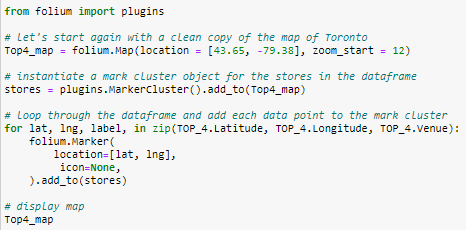 from folium import plugins
# let's start again with a clean copy of the map of Toronto
Top4_map = folium.Map(location = [43.65, -79.38], zoom_start = 12)
# instantiate a mark cluster object for the stores in the dataframe
stores = plugins.MarkerCluster().add_to(Top4_map)
# loop through the dataframe and add each data point to the mark cluster
for lat, lng, label, in zip(TOP_4.Latitude, TOP_4.Longitude, TOP_4.Venue):
    folium.Marker(
        location=[lat, lng],
         icon=None,
    ).add_to(stores)
# display map
Top4_map